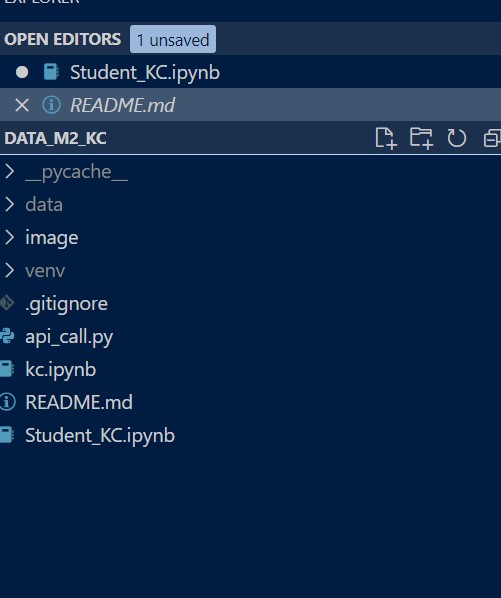 EXPLORER
OPEN EDITORS 1 unsaved
Student_KC.ipynb
README.md
DATA_M2_KC
__pycache__
data
image
venv
.gitignore
api_call.py
kc.ipynb
README.md
Student_KC.ipynb